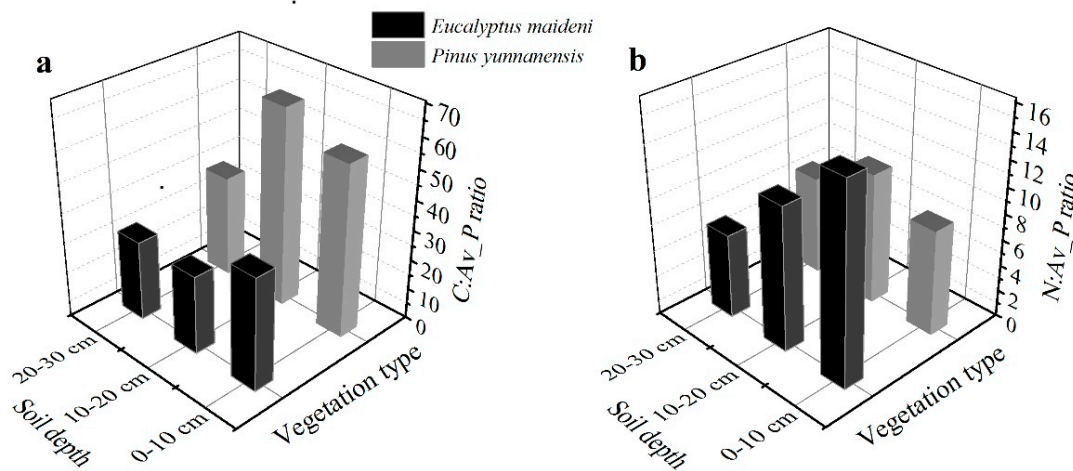 Eucalyptus maideni
Pinus yunnanensis
a
70
60
50
40
30
20
10
0
C:Av_P ratio
20-30 cm
10-20 cm
0-10 cm
Soil depth
Vegetation type
b
16
14
12
10
8
6
4
2
0
N:Av_P ratio
20-30 cm
10-20 cm
0-10 cm
Soil depth
Vegetation type